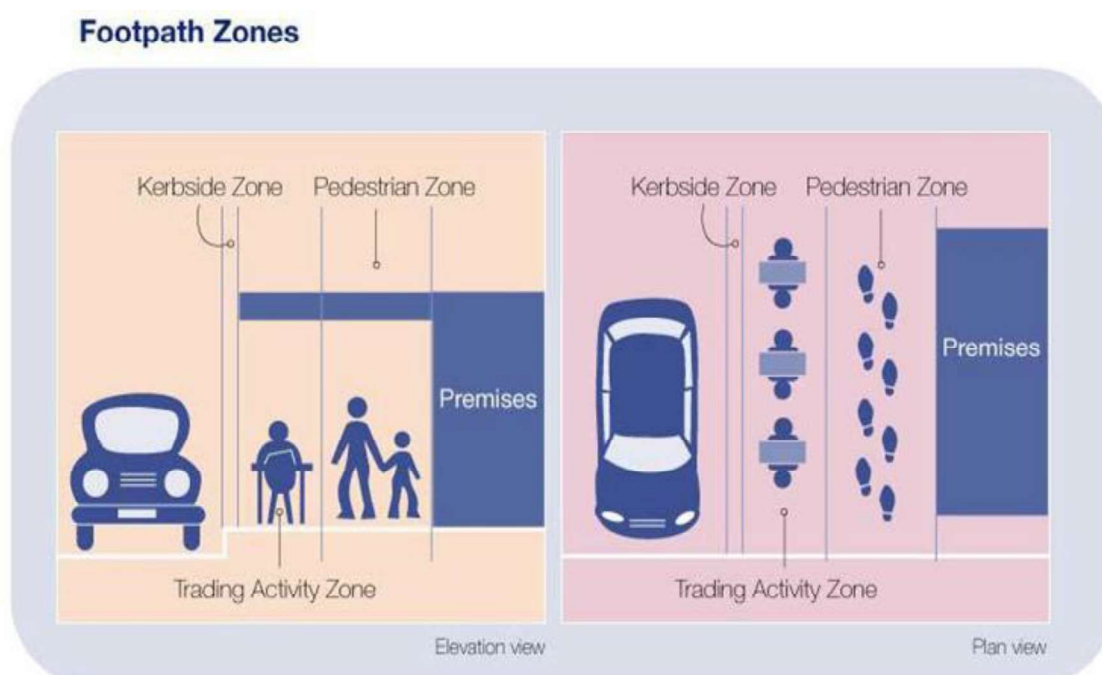 Footpath Zones
Kerbside Zone
Pedestrian Zone
Premises
Trading Activity Zone
Elevation view
Kerbside Zone
Pedestrian Zone
Premises
Trading Activity Zone
Plan view